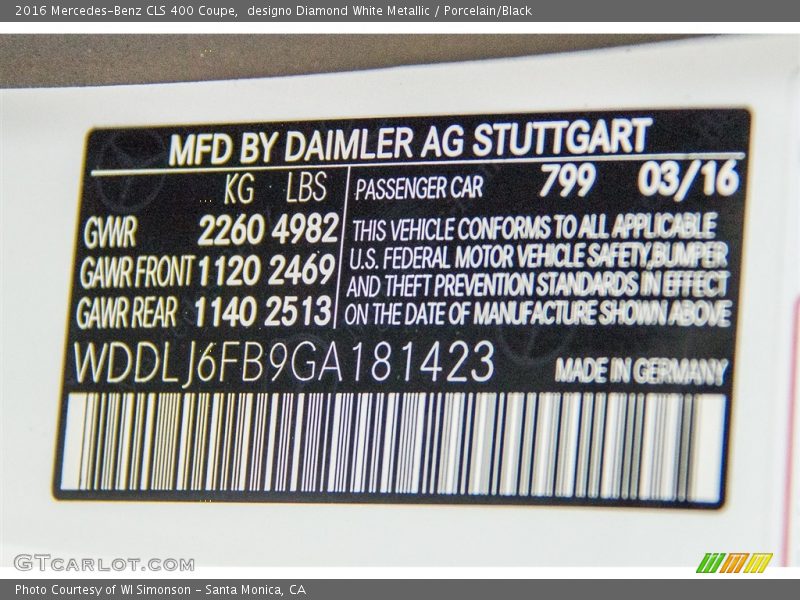 2016 Mercedes-Benz CLS 400 Coupe,  designo Diamond White Metallic / Porcelain/Black
MFD BY DAIMLER AG STUTTGART
KG LBS
GVWR 2260 4982
GAWR FRONT 1120 2469
GAWR REAR 1140 2513
PASSENGER CAR 799 03/16
THIS VEHICLE CONFORMS TO ALL APPLICABLE
U.S. FEDERAL MOTOR VEHICLE SAFETY,BUMPER
AND THEFT PREVENTION STANDARDS IN EFFECT
ON THE DATE OF MANUFACTURE SHOWN ABOVE
WDDLJ6FB9GA181423
MADE IN GERMANY
GTcarlot.com
Photo Courtesy of WI Simonson - Santa Monica, CA